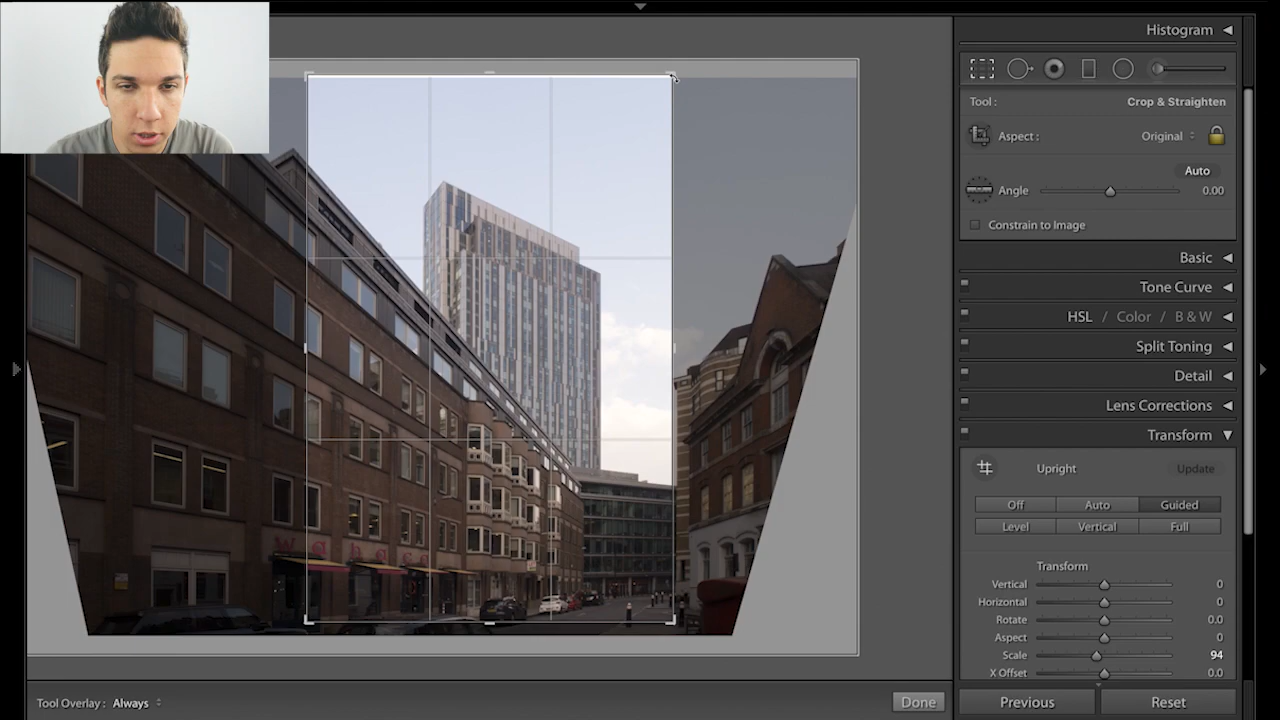 Histogram
Tool : Crop & Straighten
Aspect : Original
Auto
Angle 0.00
Constrain to Image
Basic
Tone Curve
HSL / Color / B & W
Split Toning
Detail
Lens Corrections
Transform
Upright Update
Off Auto Guided
Level Vertical Full
Transform
Vertical 0
Horizontal 0
Rotate 0.0
Aspect 0
Scale 94
X Offset 0.0
Tool Overlay : Always
Done
Previous Reset